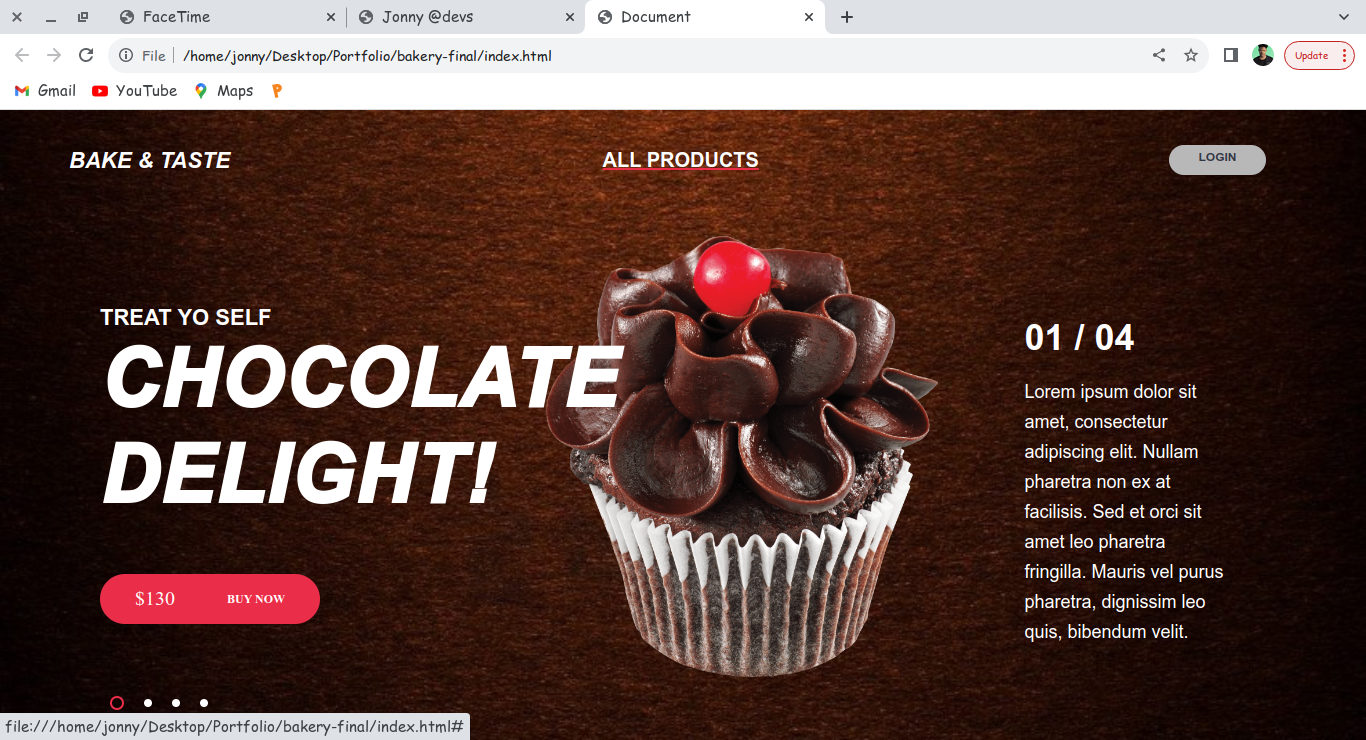 FaceTime
Jonny @devs
Document
File
/home/jonny/Desktop/Portfolio/bakery-final/index.html
Update
Gmail
YouTube
Maps
BAKE & TASTE
ALL PRODUCTS
LOGIN
TREAT YO SELF
CHOCOLATE
DELIGHT!
$130
BUY NOW
01 / 04
Lorem ipsum dolor sit
amet, consectetur
adipiscing elit. Nullam
pharetra non ex at
facilisis. Sed et orci sit
amet leo pharetra
fringilla. Mauris vel purus
pharetra, dignissim leo
quis, bibendum velit.
file:///home/jonny/Desktop/Portfolio/bakery-final/index.html#